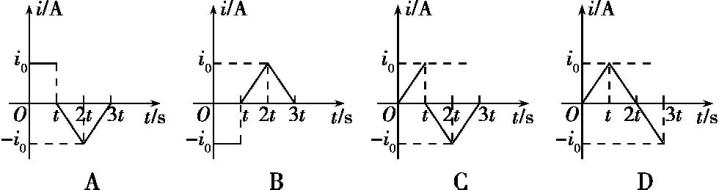 i/A
i₀
O t 2t 3t t/s
-i₀
A
i/A
i₀
O t 2t 3t t/s
-i₀
B
i/A
i₀
O t 2t 3t t/s
-i₀
C
i/A
i₀
O t 2t 3t t/s
-i₀
D